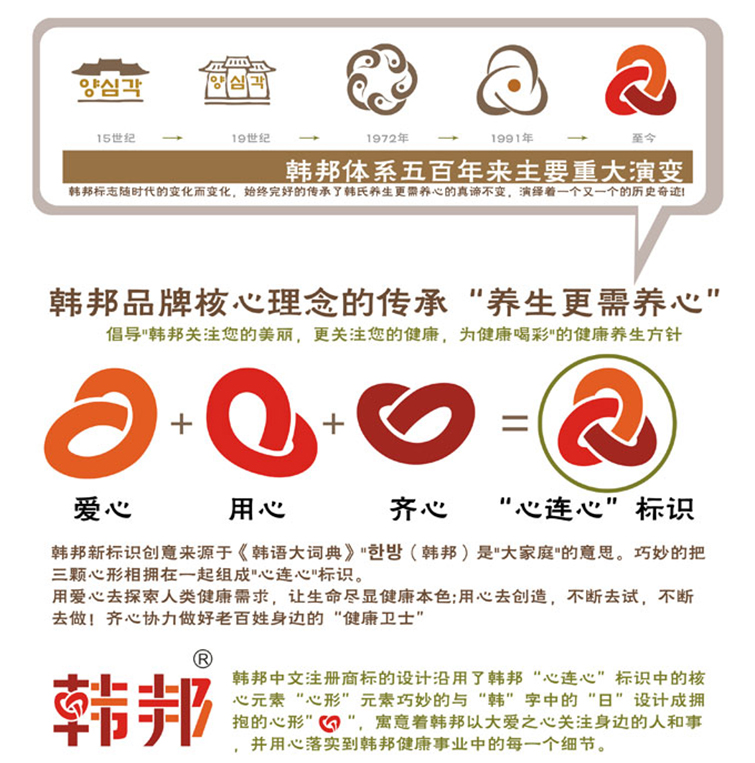 양심각 양심각
15世纪 → 19世纪 → 1972年 → 1991年 → 至今
韩邦体系五百年来主要重大演变
韩邦标志随时代的变化而变化，始终完好的传承了韩氏养生更需养心的真谛不变，演绎着一个又一个的历史奇迹!
韩邦品牌核心理念的传承 “养生更需养心”
倡导"韩邦关注您的美丽，更关注您的健康，为健康喝彩"的健康养生方针
+ + =
爱心 用心 齐心 “心连心” 标识
韩邦新标识创意来源于《韩语大词典》"한방（韩邦）是"大家庭"的意思。巧妙的把
三颗心形相拥在一起组成"心连心"标识。
用爱心去探索人类健康需求，让生命尽显健康本色;用心去创造，不断去试，不断
去做！齐心协力做好老百姓身边的“健康卫士”
韩邦®
韩邦中文注册商标的设计沿用了韩邦“心连心”标识中的核
心元素“心形”元素巧妙的与“韩”字中的“日”设计成拥
抱的心形“ “，寓意着韩邦以大爱之心关注身边的人和事
，并用心落实到韩邦健康事业中的每一个细节。